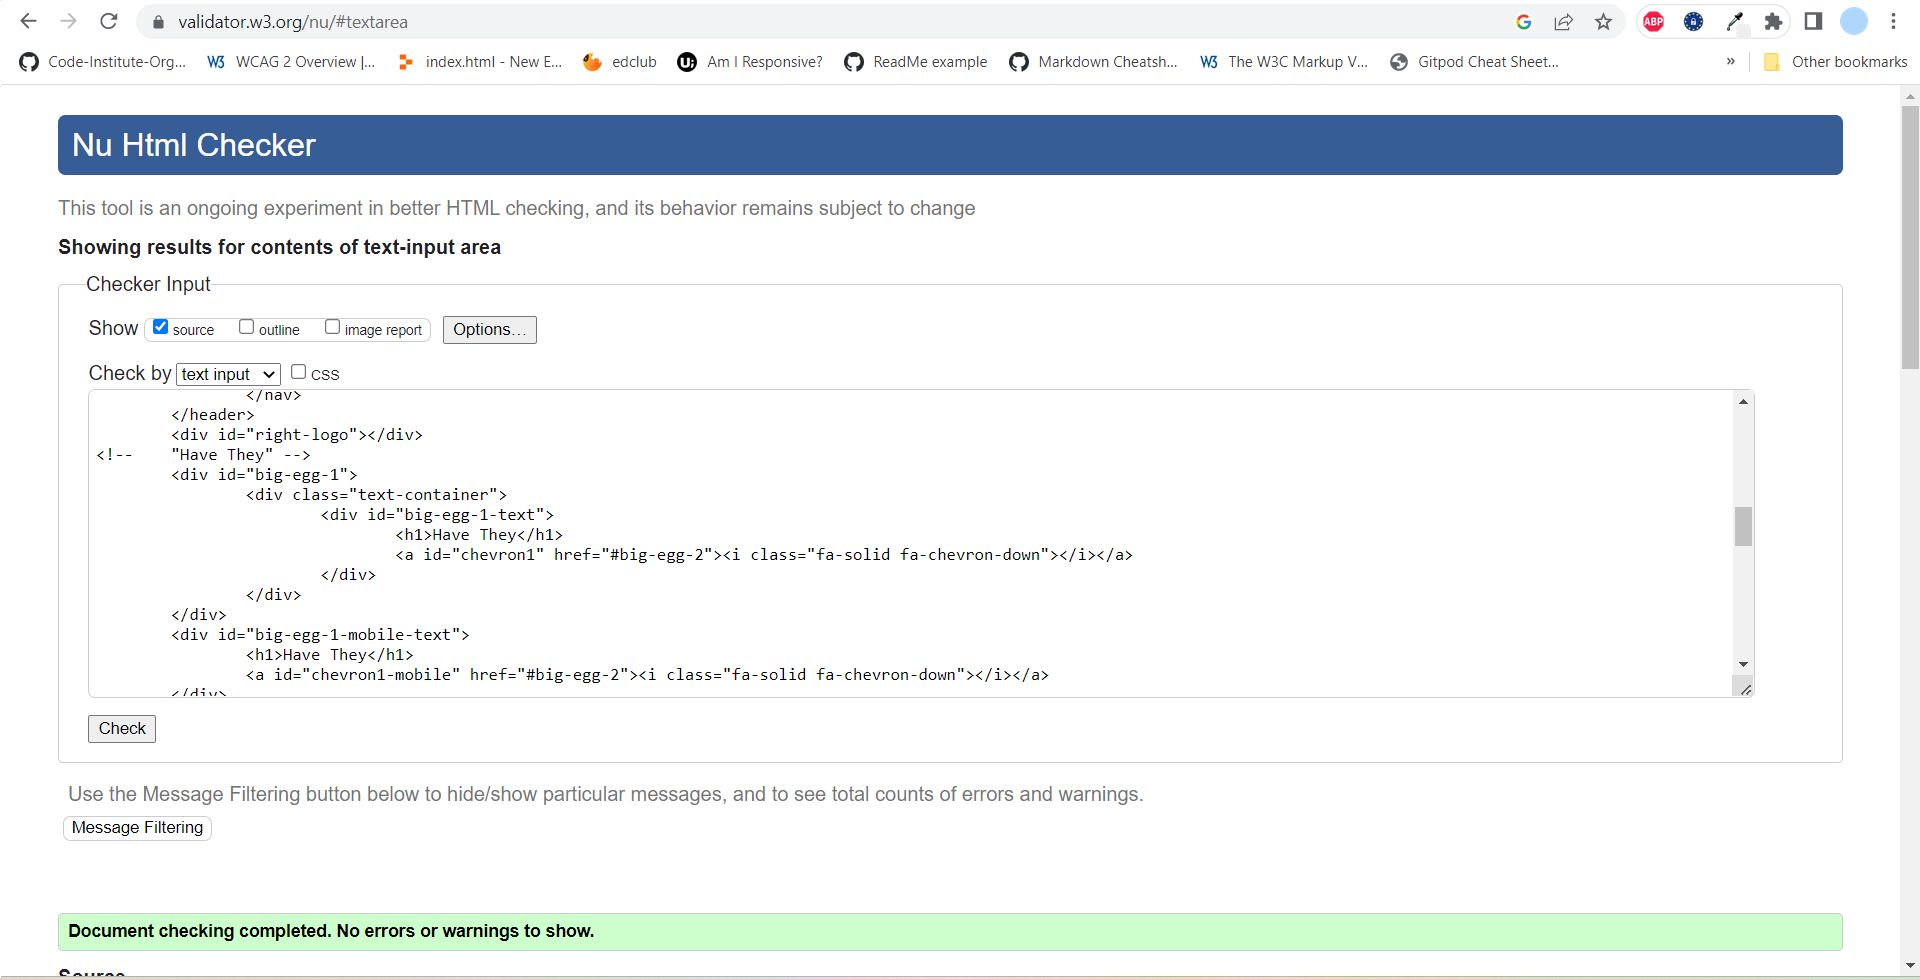 validator.w3.org/nu/#textarea
ABP
Code-Institute-Org... WCAG 2 Overview |... index.html - New E... edclub Am I Responsive? ReadMe example Markdown Cheatsh... The W3C Markup V... Gitpod Cheat Sheet... » Other bookmarks
Nu Html Checker
This tool is an ongoing experiment in better HTML checking, and its behavior remains subject to change
Showing results for contents of text-input area
Checker Input
Show source outline image report Options...
Check by text input CSS
</nav>
</header>
<div id="right-logo"></div>
<!-- "Have They" -->
<div id="big-egg-1">
<div class="text-container">
<div id="big-egg-1-text">
<h1>Have They</h1>
<a id="chevron1" href="#big-egg-2"><i class="fa-solid fa-chevron-down"></i></a>
</div>
</div>
</div>
<div id="big-egg-1-mobile-text">
<h1>Have They</h1>
<a id="chevron1-mobile" href="#big-egg-2"><i class="fa-solid fa-chevron-down"></i></a>
</div>
Check
Use the Message Filtering button below to hide/show particular messages, and to see total counts of errors and warnings.
Message Filtering
Document checking completed. No errors or warnings to show.
Source